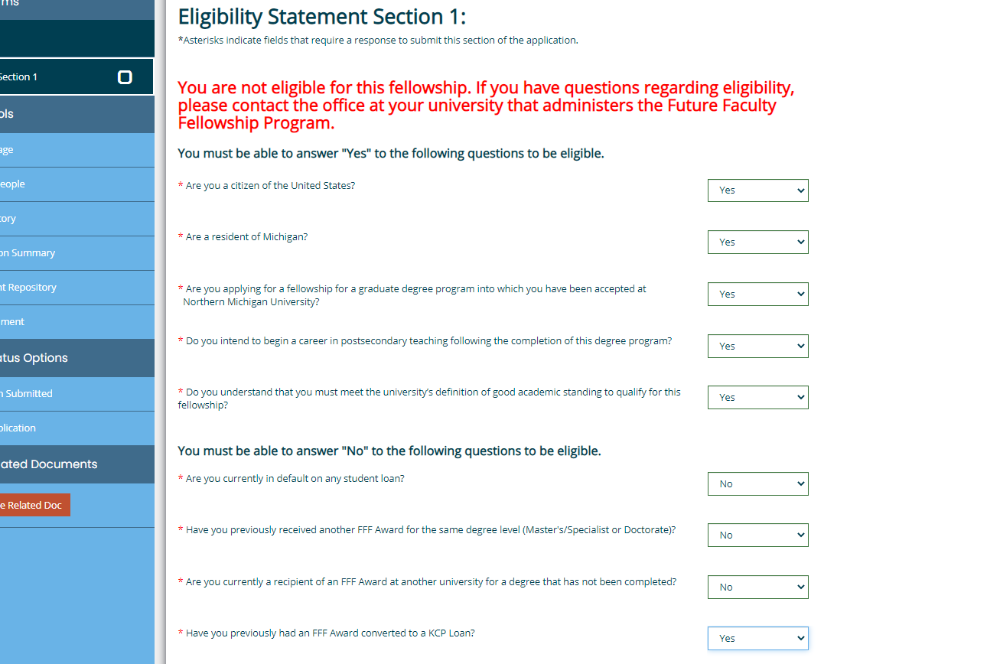 Eligibility Statement Section 1:
*Asterisks indicate fields that require a response to submit this section of the application.
Section 1
You are not eligible for this fellowship. If you have questions regarding eligibility,
please contact the office at your university that administers the Future Faculty
Fellowship Program.
You must be able to answer "Yes" to the following questions to be eligible.
* Are you a citizen of the United States?
Yes
* Are a resident of Michigan?
Yes
* Are you applying for a fellowship for a graduate degree program into which you have been accepted at
Northern Michigan University?
Yes
* Do you intend to begin a career in postsecondary teaching following the completion of this degree program?
Yes
* Do you understand that you must meet the university's definition of good academic standing to qualify for this
fellowship?
Yes
You must be able to answer "No" to the following questions to be eligible.
* Are you currently in default on any student loan?
No
* Have you previously received another FFF Award for the same degree level (Master's/Specialist or Doctorate)?
No
* Are you currently a recipient of an FFF Award at another university for a degree that has not been completed?
No
* Have you previously had an FFF Award converted to a KCP Loan?
Yes
ms
ols
age
eople
tory
on Summary
nt Repository
ment
atus Options
n Submitted
plication
ated Documents
e Related Doc